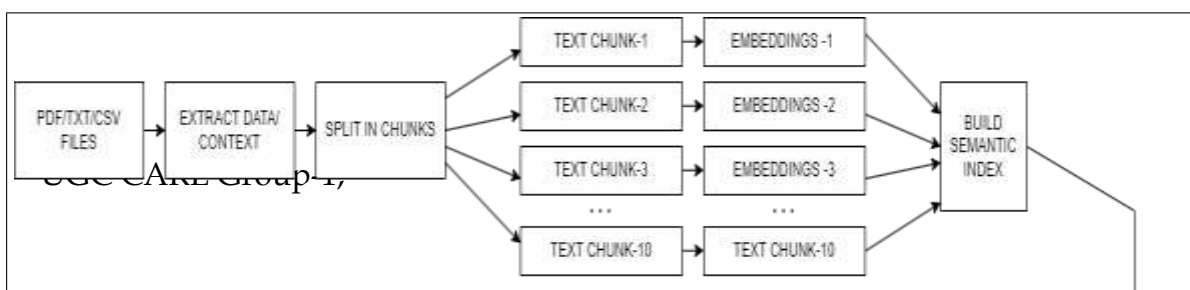 PDF/TXT/CSV
FILES
EXTRACT DATA/
CONTEXT
SPLIT IN CHUNKS
TEXT CHUNK-1
EMBEDDINGS -1
TEXT CHUNK-2
EMBEDDINGS -2
TEXT CHUNK-3
EMBEDDINGS -3
...
...
TEXT CHUNK-10
TEXT CHUNK-10
BUILD
SEMANTIC
INDEX
UGC CARE Group-1,